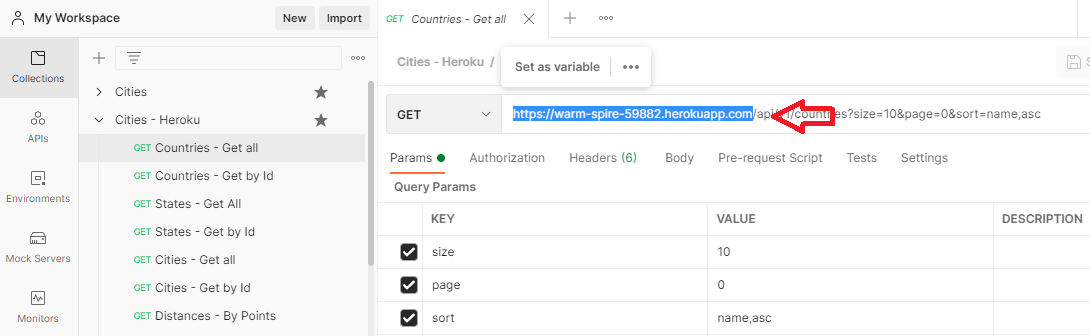 My Workspace
New
Import
Collections
APIs
Environments
Mock Servers
Monitors
Cities
Cities - Heroku
GET Countries - Get all
GET Countries - Get by Id
GET States - Get All
GET States - Get by Id
GET Cities - Get all
GET Cities - Get by Id
GET Distances - By Points
GET Countries - Get all
Cities - Heroku /
Set as variable
GET
https://warm-spire-59882.herokuapp.com/api/ 1/countries?size=10&page=0&sort=name,asc
Params
Authorization
Headers (6)
Body
Pre-request Script
Tests
Settings
Query Params
KEY VALUE DESCRIPTION
size 10
page 0
sort name,asc